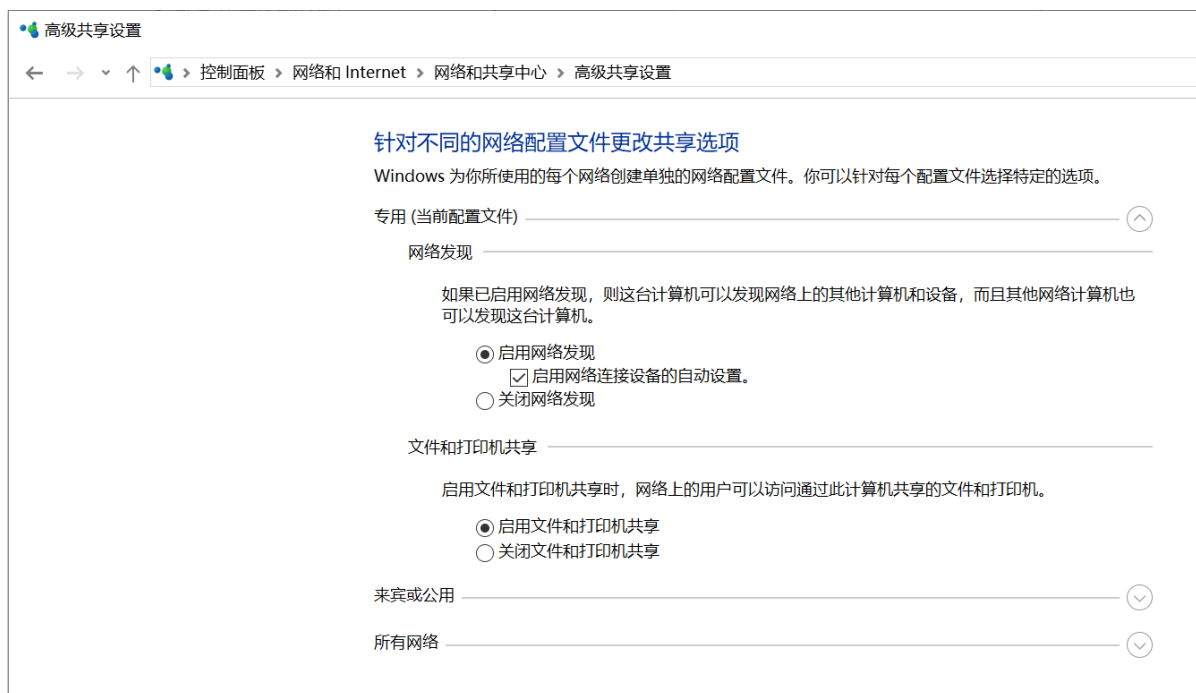 高级共享设置
控制面板 > 网络和 Internet > 网络和共享中心 > 高级共享设置
针对不同的网络配置文件更改共享选项
Windows 为你所使用的每个网络创建单独的网络配置文件。你可以针对每个配置文件选择特定的选项。
专用 (当前配置文件)
网络发现
如果已启用网络发现，则这台计算机可以发现网络上的其他计算机和设备，而且其他网络计算机也
可以发现这台计算机。
启用网络发现
启用网络连接设备的自动设置。
关闭网络发现
文件和打印机共享
启用文件和打印机共享时，网络上的用户可以访问通过此计算机共享的文件和打印机。
启用文件和打印机共享
关闭文件和打印机共享
来宾或公用
所有网络